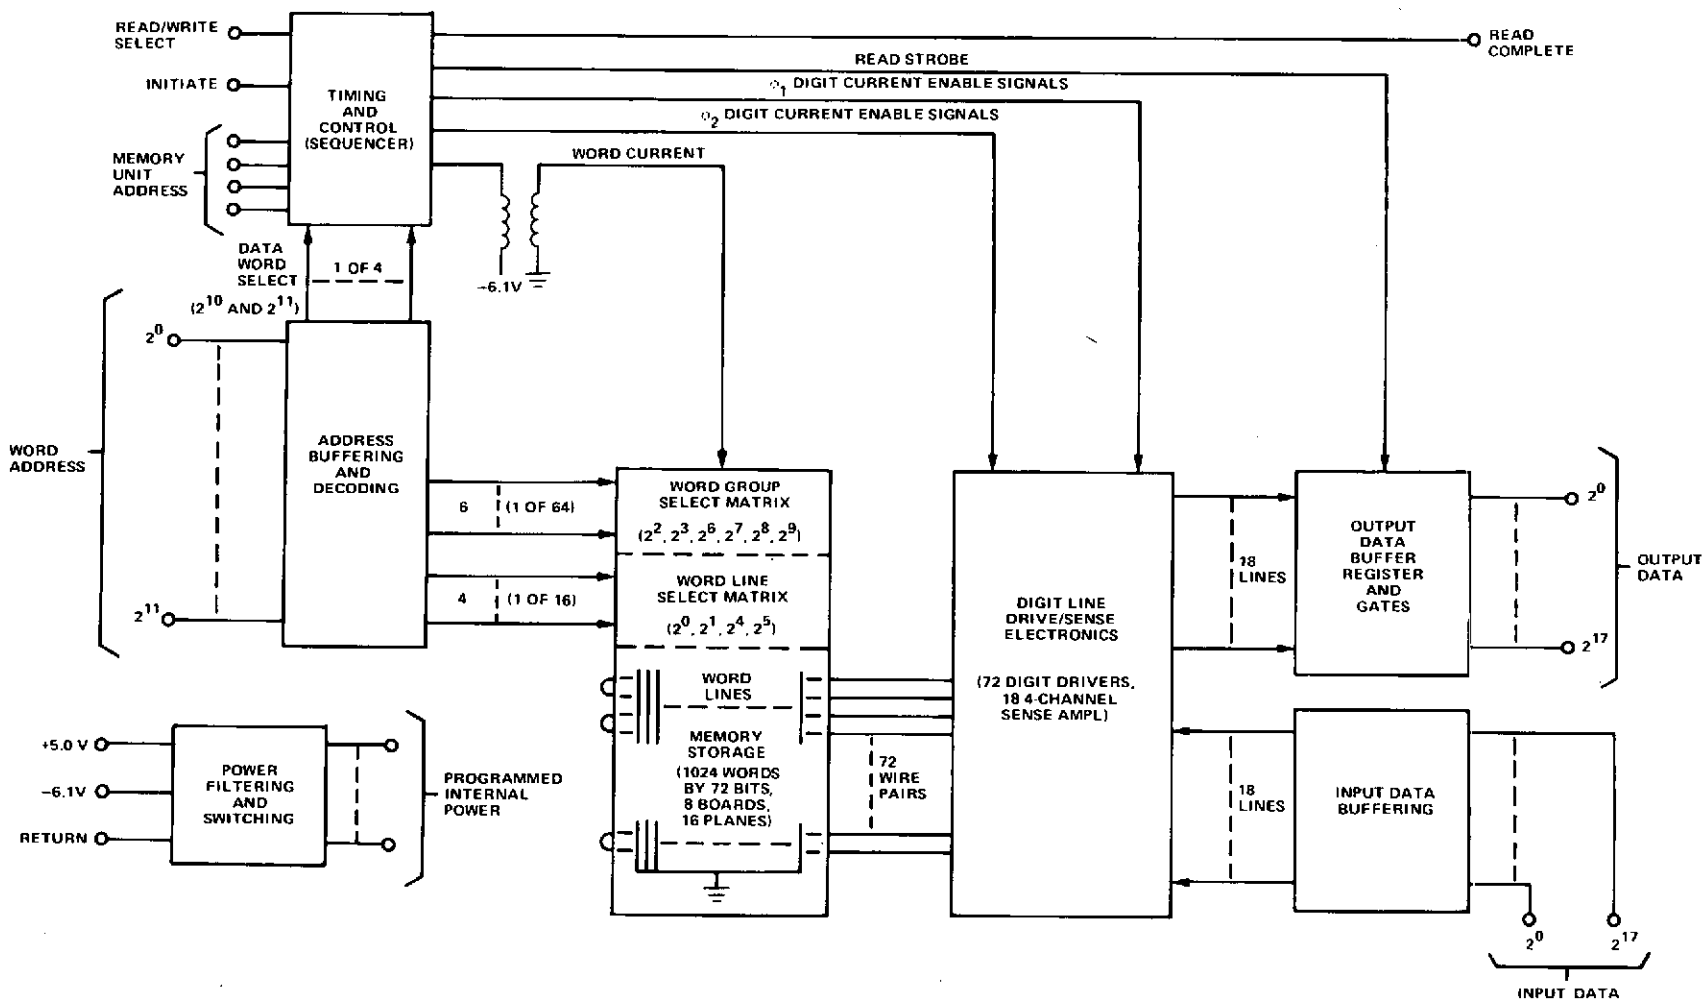 READ/WRITE
SELECT
INITIATE
MEMORY
UNIT
ADDRESS
TIMING
AND
CONTROL
(SEQUENCER)
READ
COMPLETE
READ STROBE
φ1 DIGIT CURRENT ENABLE SIGNALS
φ2 DIGIT CURRENT ENABLE SIGNALS
WORD CURRENT
−6.1V
DATA
WORD
SELECT
(2^10 AND 2^11)
1 OF 4
WORD
ADDRESS
2^0
2^11
ADDRESS
BUFFERING
AND
DECODING
6 (1 OF 64)
4 (1 OF 16)
WORD GROUP
SELECT MATRIX
(2^2, 2^3, 2^6, 2^7, 2^8, 2^9)
WORD LINE
SELECT MATRIX
(2^0, 2^1, 2^4, 2^5)
WORD
LINES
MEMORY
STORAGE
(1024 WORDS
BY 72 BITS,
8 BOARDS,
16 PLANES)
72
WIRE
PAIRS
DIGIT LINE
DRIVE/SENSE
ELECTRONICS
(72 DIGIT DRIVERS,
18 4-CHANNEL
SENSE AMPL)
18
LINES
OUTPUT
DATA
BUFFER
REGISTER
AND
GATES
2^0
2^17
OUTPUT
DATA
18
LINES
INPUT DATA
BUFFERING
2^0
2^17
INPUT DATA
+5.0 V
−6.1V
RETURN
POWER
FILTERING
AND
SWITCHING
PROGRAMMED
INTERNAL
POWER